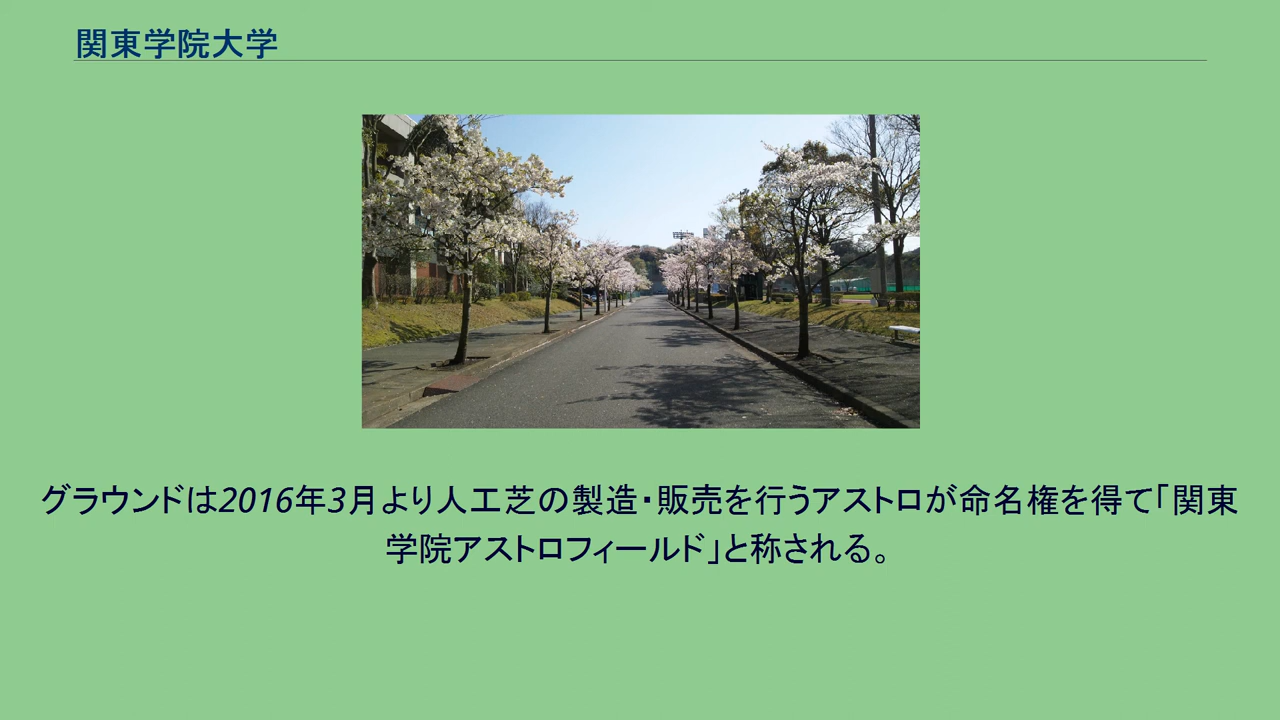 関東学院大学
グラウンドは2016年3月より人工芝の製造・販売を行うアストロが命名権を得て「関東
学院アストロフィールド」と称される。